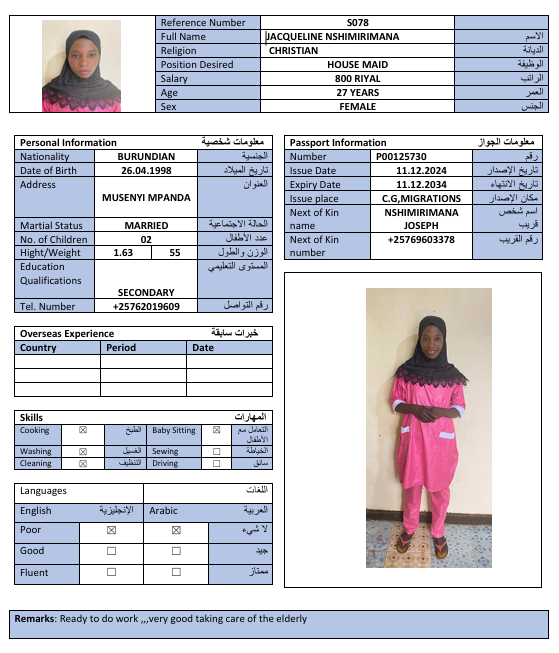 Reference Number S078
Full Name JACQUELINE NSHIMIRIMANA الاسم
Religion CHRISTIAN الديانة
Position Desired HOUSE MAID الوظيفة
Salary 800 RIYAL الراتب
Age 27 YEARS العمر
Sex FEMALE الجنس
Personal Information معلومات شخصية
Nationality BURUNDIAN الجنسية
Date of Birth 26.04.1998 تاريخ الميلاد
Address MUSENYI MPANDA العنوان
Martial Status MARRIED الحالة الاجتماعية
No. of Children 02 عدد الأطفال
Hight/Weight 1.63 55 الوزن والطول
Education المستوى التعليمي
Qualifications
SECONDARY
Tel. Number +25762019609 رقم التواصل
Passport Information معلومات الجواز
Number P00125730 رقم
Issue Date 11.12.2024 تاريخ الإصدار
Expiry Date 11.12.2034 تاريخ الانتهاء
Issue place C.G,MIGRATIONS مكان الإصدار
Next of Kin NSHIMIRIMANA اسم شخص
name JOSEPH قريب
Next of Kin +25769603378 رقم القريب
number
Overseas Experience خبرات سابقة
Country Period Date
Skills المهارات
Cooking ☒ الطبخ Baby Sitting ☒ التعامل مع
الأطفال
Washing ☒ الغسيل Sewing ☐ الخياطة
Cleaning ☒ التنظيف Driving ☐ سائق
Languages اللغات
English الإنجليزية Arabic العربية
Poor ☒ ☒ لا شيء
Good ☐ ☐ جيد
Fluent ☐ ☐ ممتاز
Remarks: Ready to do work ,,,very good taking care of the elderly